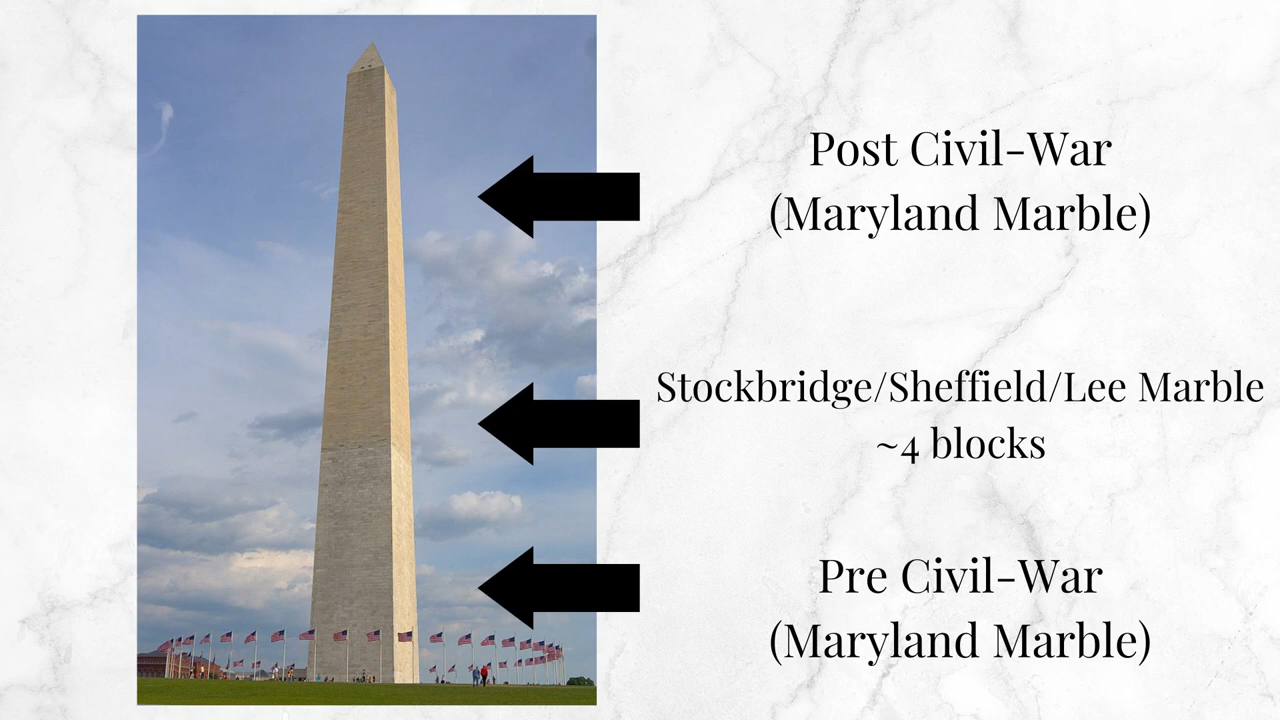 Post Civil-War
(Maryland Marble)
Stockbridge/Sheffield/Lee Marble
~4 blocks
Pre Civil-War
(Maryland Marble)